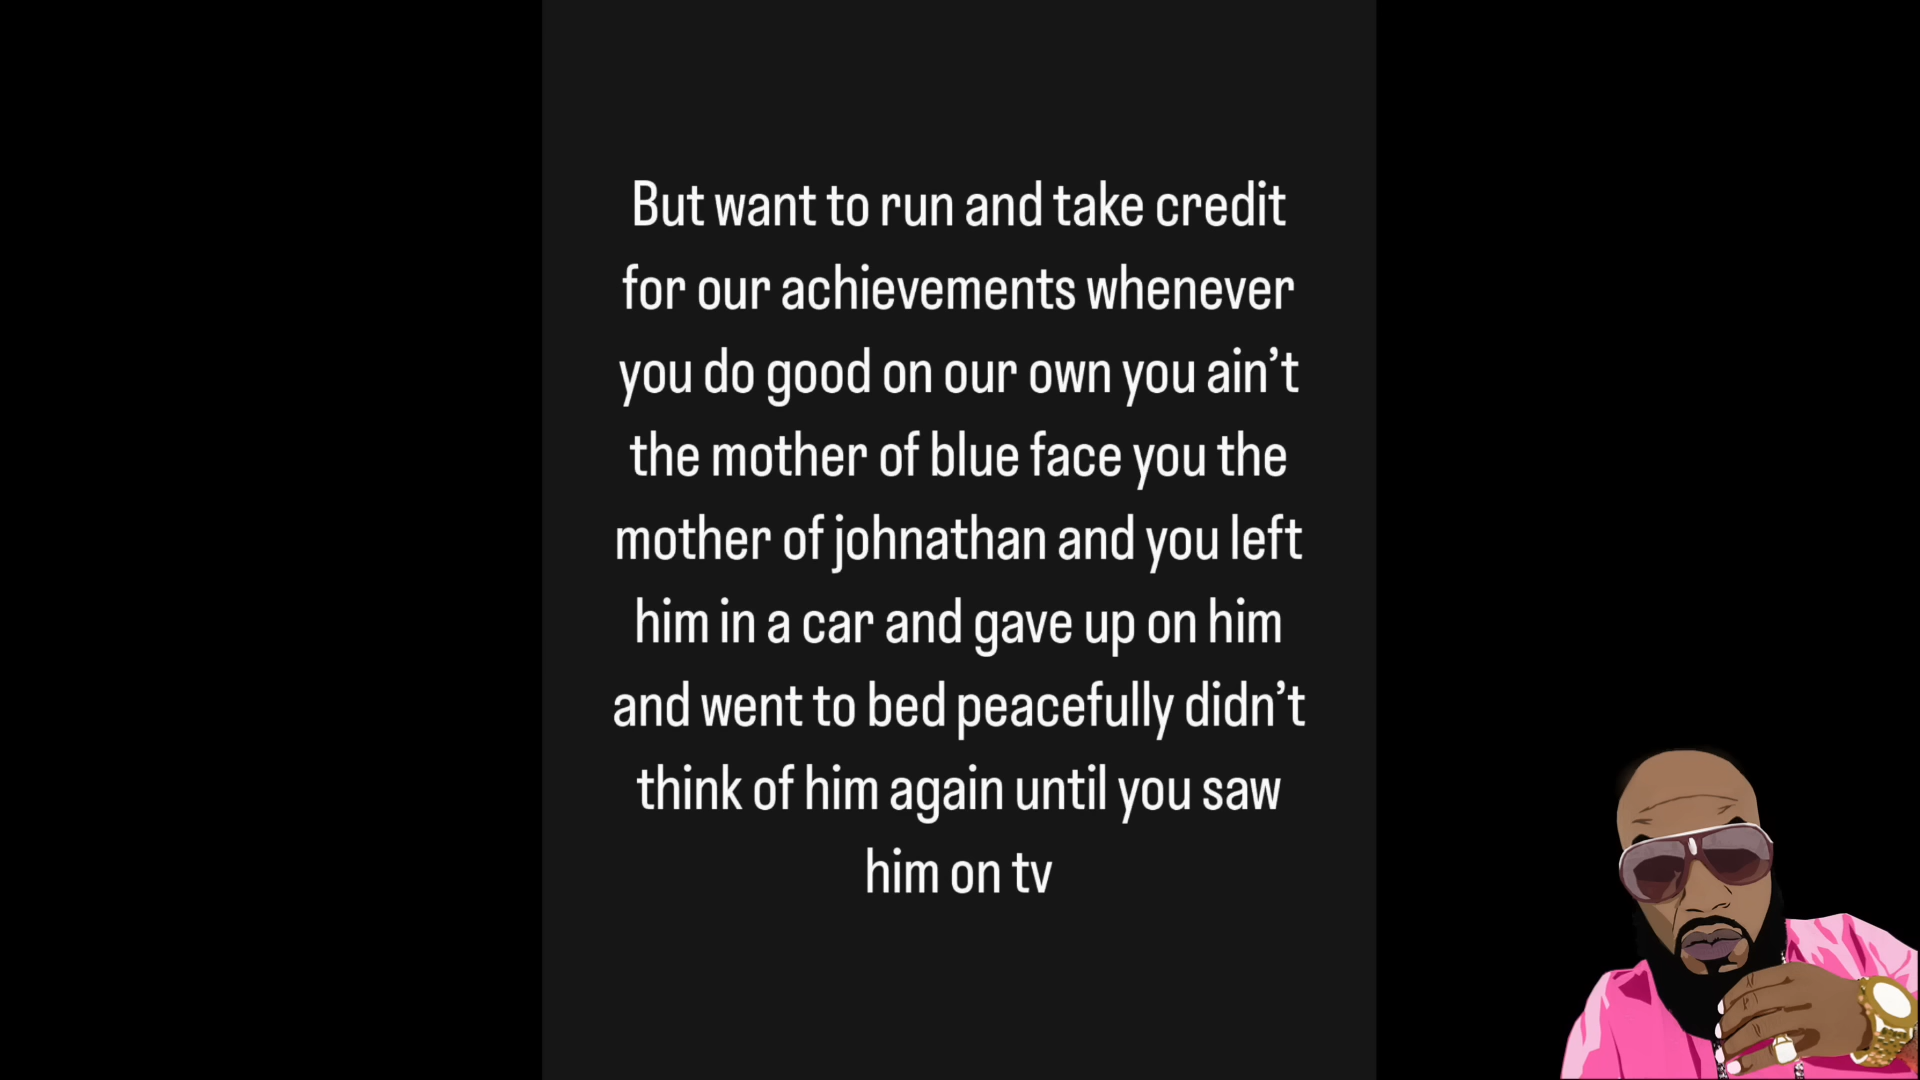 But want to run and take credit
for our achievements whenever
you do good on our own you ain’t
the mother of blue face you the
mother of johnathan and you left
him in a car and gave up on him
and went to bed peacefully didn’t
think of him again until you saw
him on tv